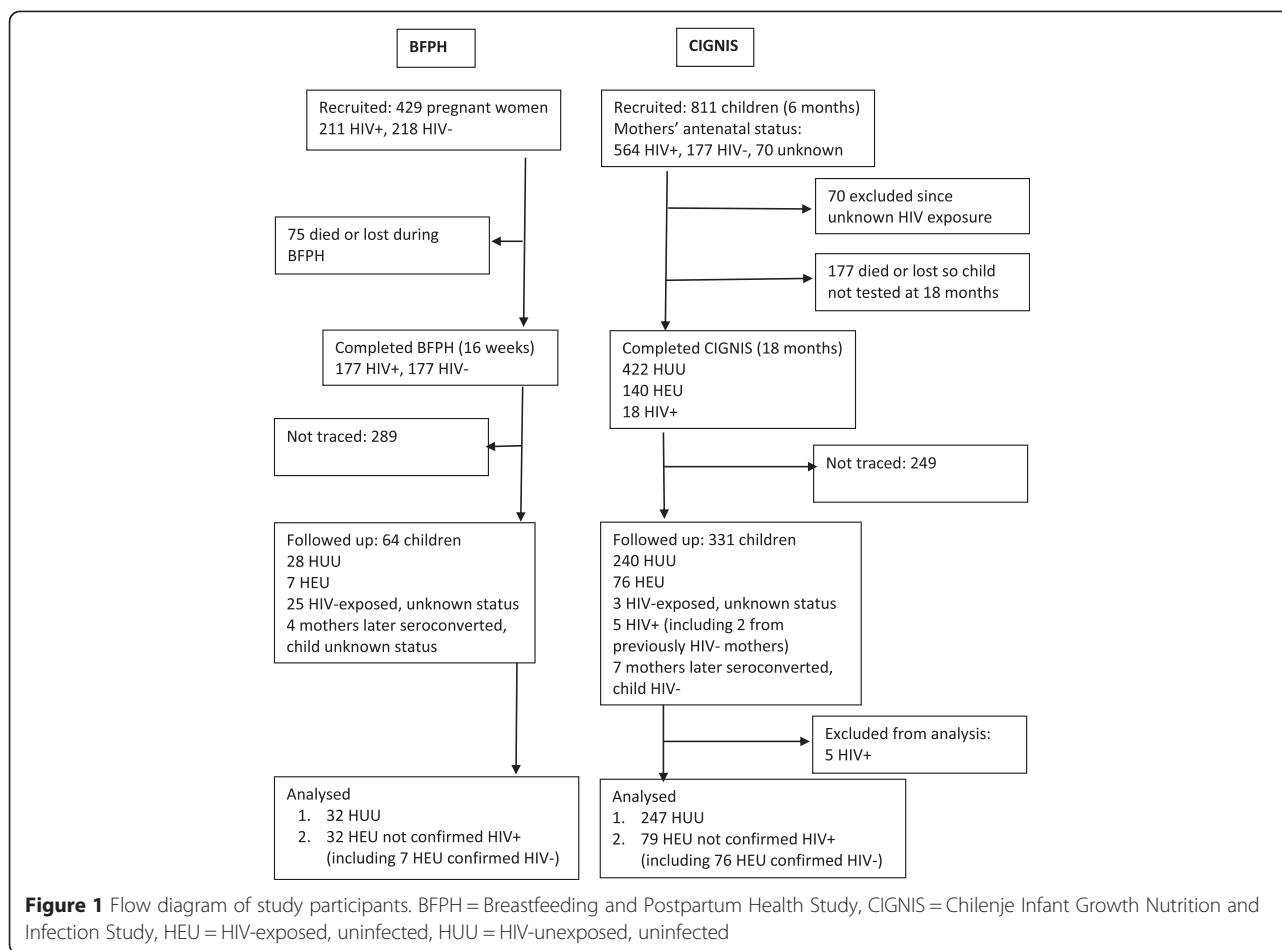 BFPH
Recruited: 429 pregnant women
211 HIV+, 218 HIV-
75 died or lost during
BFPH
Completed BFPH (16 weeks)
177 HIV+, 177 HIV-
Not traced: 289
Followed up: 64 children
28 HUU
7 HEU
25 HIV-exposed, unknown status
4 mothers later seroconverted,
child unknown status
Analysed
1. 32 HUU
2. 32 HEU not confirmed HIV+
(including 7 HEU confirmed HIV-)
CIGNIS
Recruited: 811 children (6 months)
Mothers' antenatal status:
564 HIV+, 177 HIV-, 70 unknown
70 excluded since
unknown HIV exposure
177 died or lost so child
not tested at 18 months
Completed CIGNIS (18 months)
422 HUU
140 HEU
18 HIV+
Not traced: 249
Followed up: 331 children
240 HUU
76 HEU
3 HIV-exposed, unknown status
5 HIV+ (including 2 from
previously HIV- mothers)
7 mothers later seroconverted,
child HIV-
Excluded from analysis:
5 HIV+
Analysed
1. 247 HUU
2. 79 HEU not confirmed HIV+
(including 76 HEU confirmed HIV-)
Figure 1 Flow diagram of study participants. BFPH = Breastfeeding and Postpartum Health Study, CIGNIS = Chilenje Infant Growth Nutrition and
Infection Study, HEU = HIV-exposed, uninfected, HUU = HIV-unexposed, uninfected